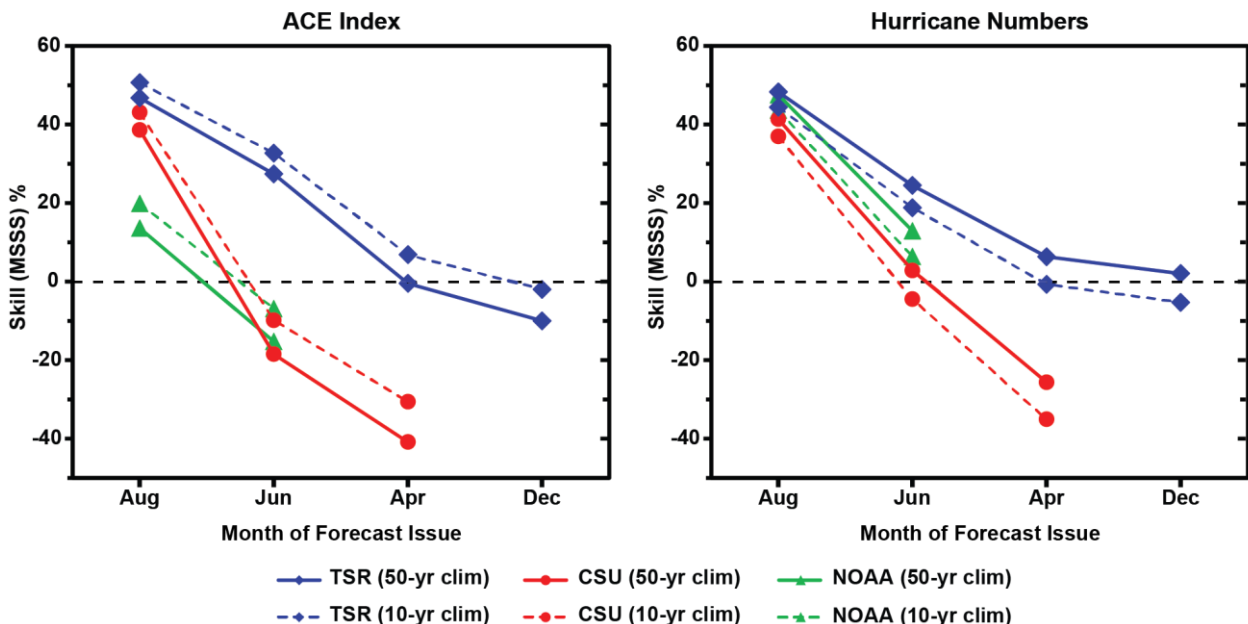 ACE Index
Hurricane Numbers
60
40
20
0
-20
-40
Skill (MSSS) %
Aug
Jun
Apr
Dec
Month of Forecast Issue
60
40
20
0
-20
-40
Skill (MSSS) %
Aug
Jun
Apr
Dec
Month of Forecast Issue
TSR (50-yr clim)
CSU (50-yr clim)
NOAA (50-yr clim)
TSR (10-yr clim)
CSU (10-yr clim)
NOAA (10-yr clim)